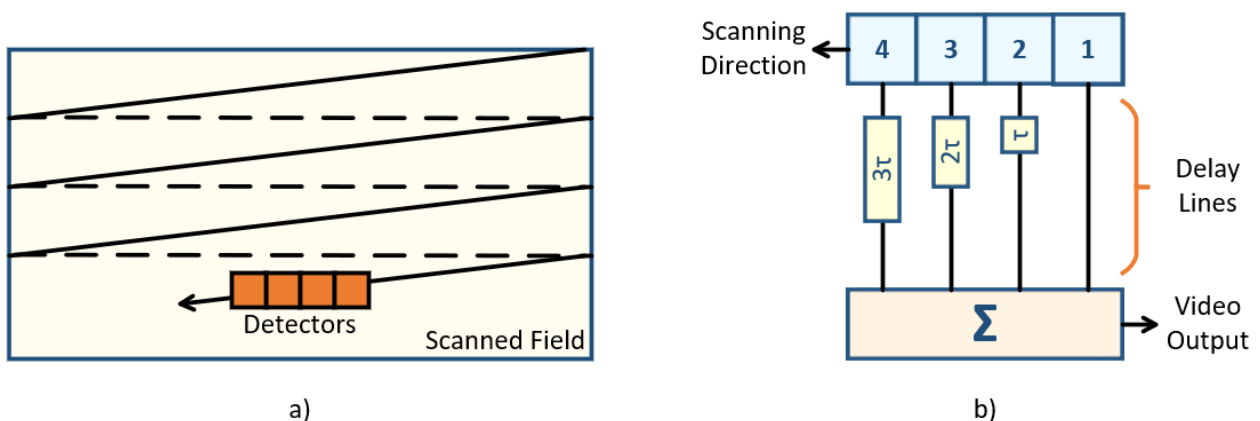 Detectors
Scanned Field
a)
Scanning
Direction
4 3 2 1
3τ
2τ
τ
Delay
Lines
Σ
Video
Output
b)